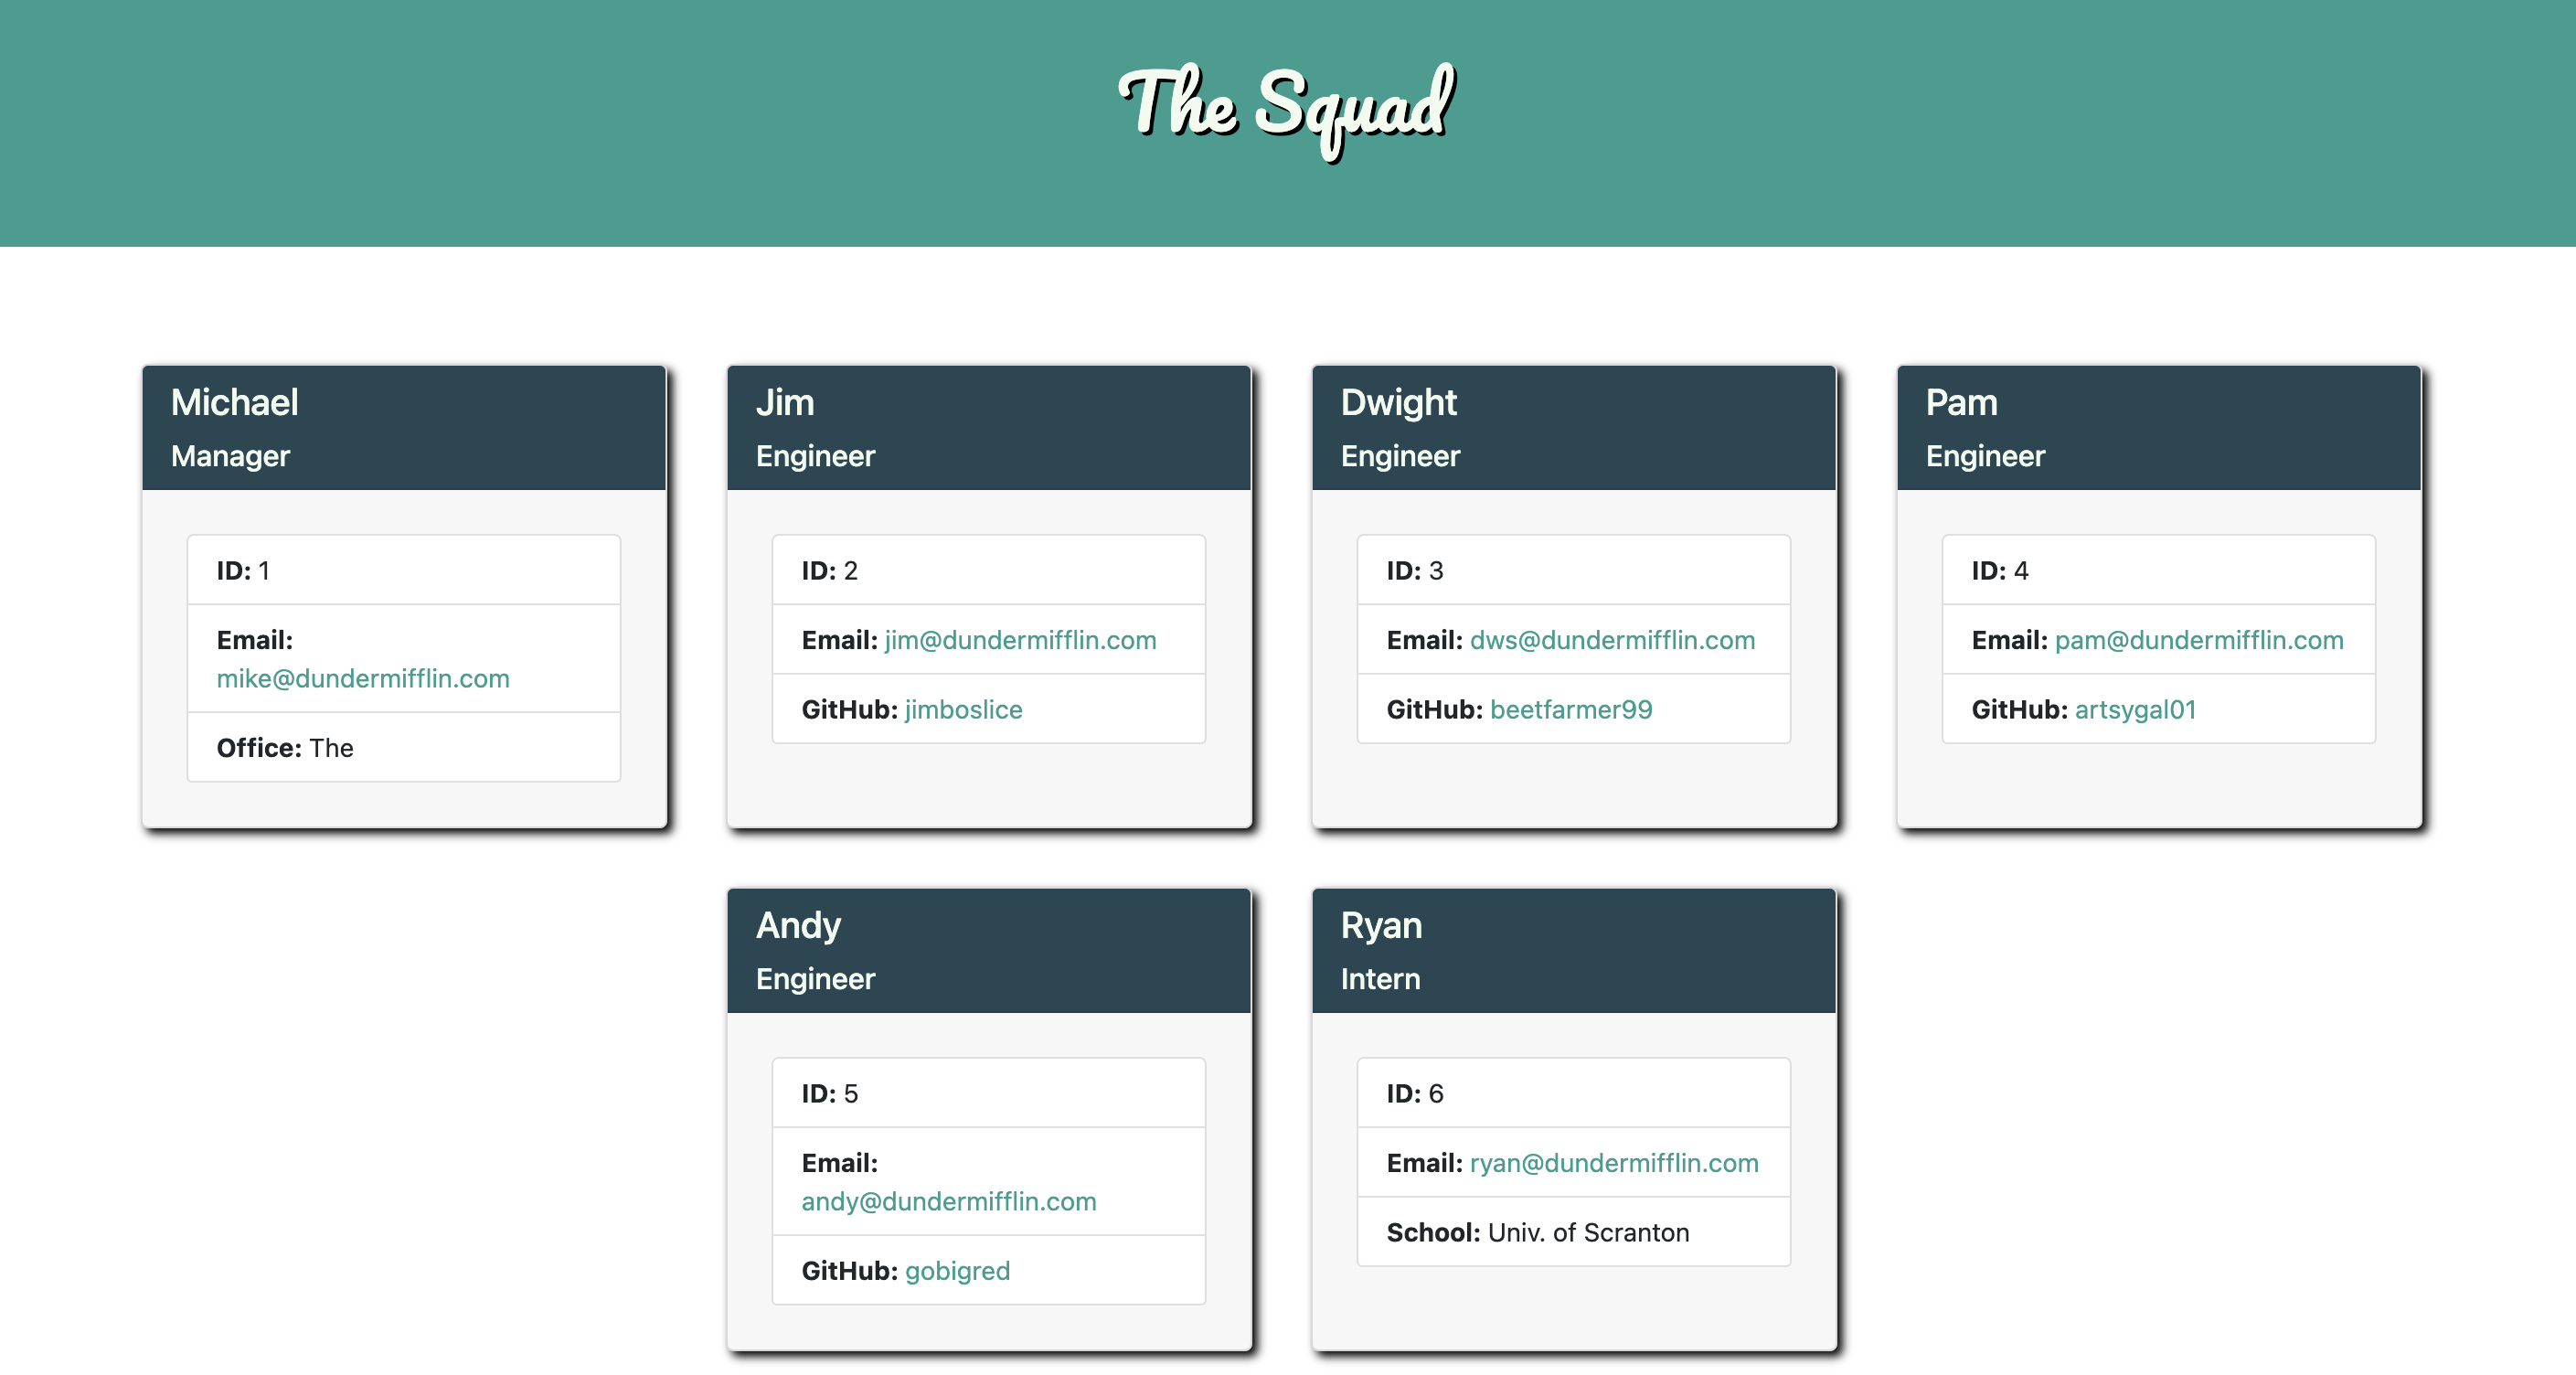 The Squad
Michael
Manager
ID: 1
Email:
mike@dundermifflin.com
Office: The
Jim
Engineer
ID: 2
Email: jim@dundermifflin.com
GitHub: jimboslice
Dwight
Engineer
ID: 3
Email: dws@dundermifflin.com
GitHub: beetfarmer99
Pam
Engineer
ID: 4
Email: pam@dundermifflin.com
GitHub: artsygal01
Andy
Engineer
ID: 5
Email:
andy@dundermifflin.com
GitHub: gobigred
Ryan
Intern
ID: 6
Email: ryan@dundermifflin.com
School: Univ. of Scranton